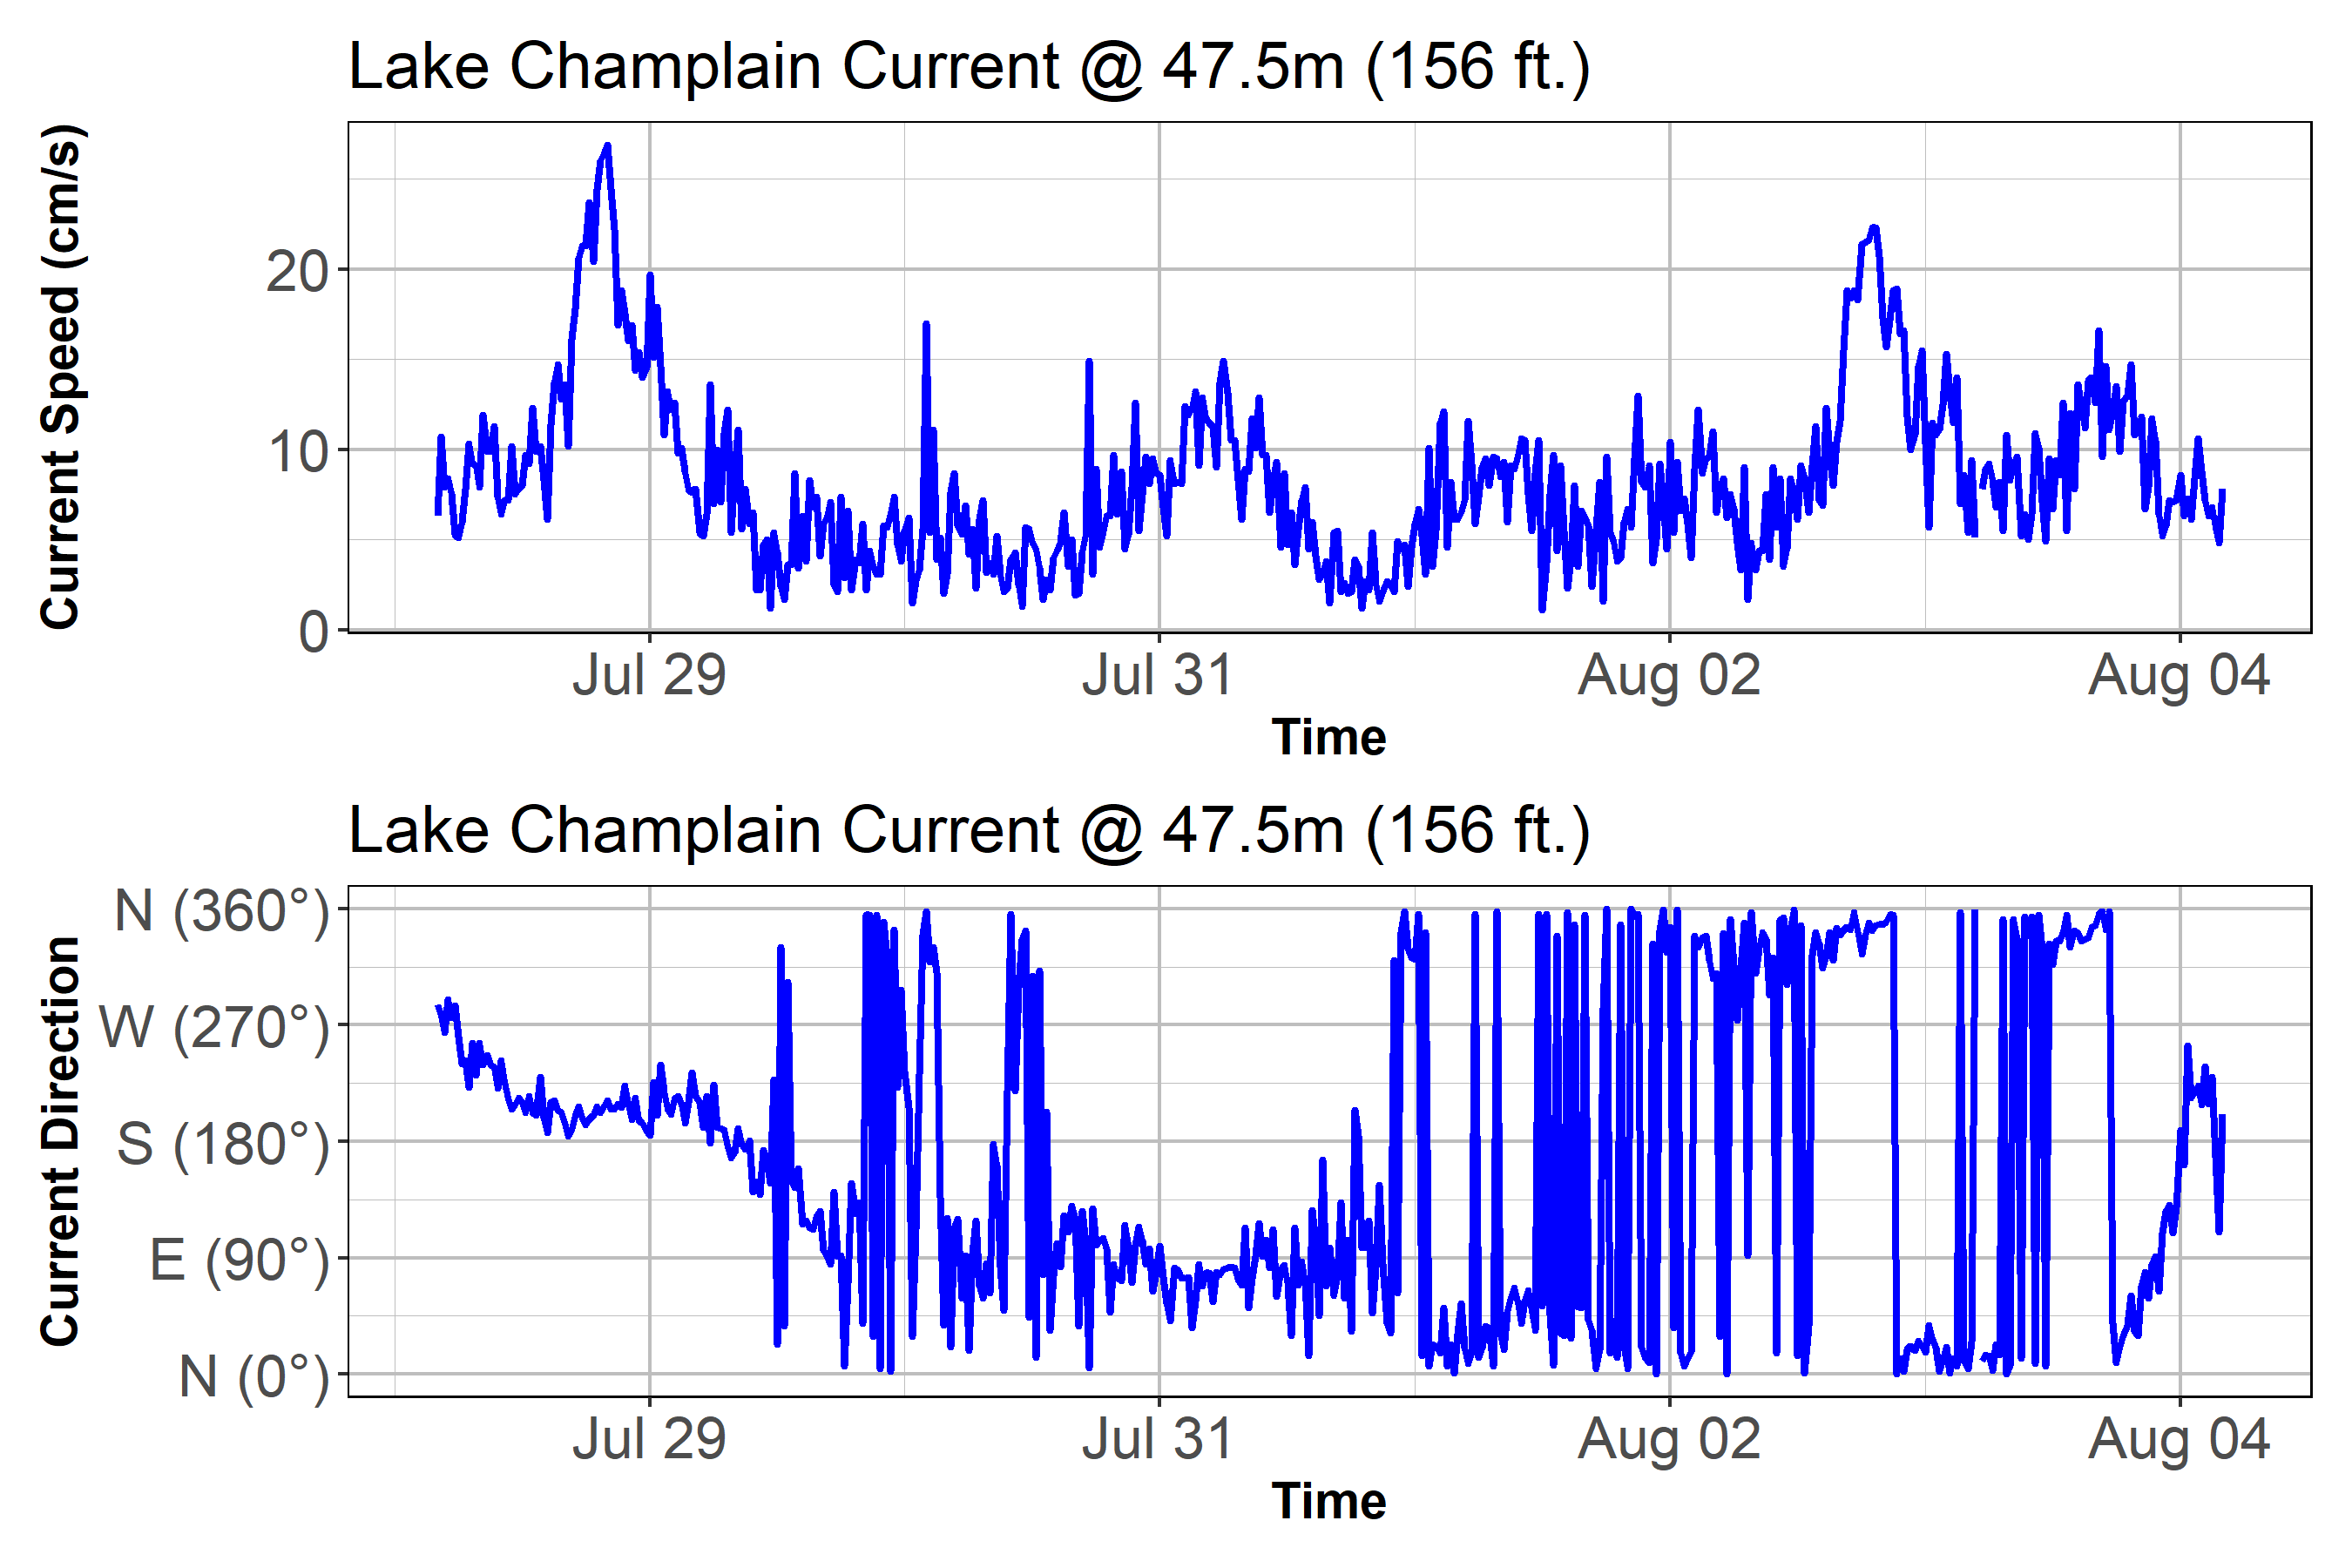 Lake Champlain Current @ 47.5m (156 ft.)
Current Speed (cm/s)
20
10
0
Jul 29 Jul 31 Aug 02 Aug 04
Time
Lake Champlain Current @ 47.5m (156 ft.)
Current Direction
N (360°)
W (270°)
S (180°)
E (90°)
N (0°)
Jul 29 Jul 31 Aug 02 Aug 04
Time